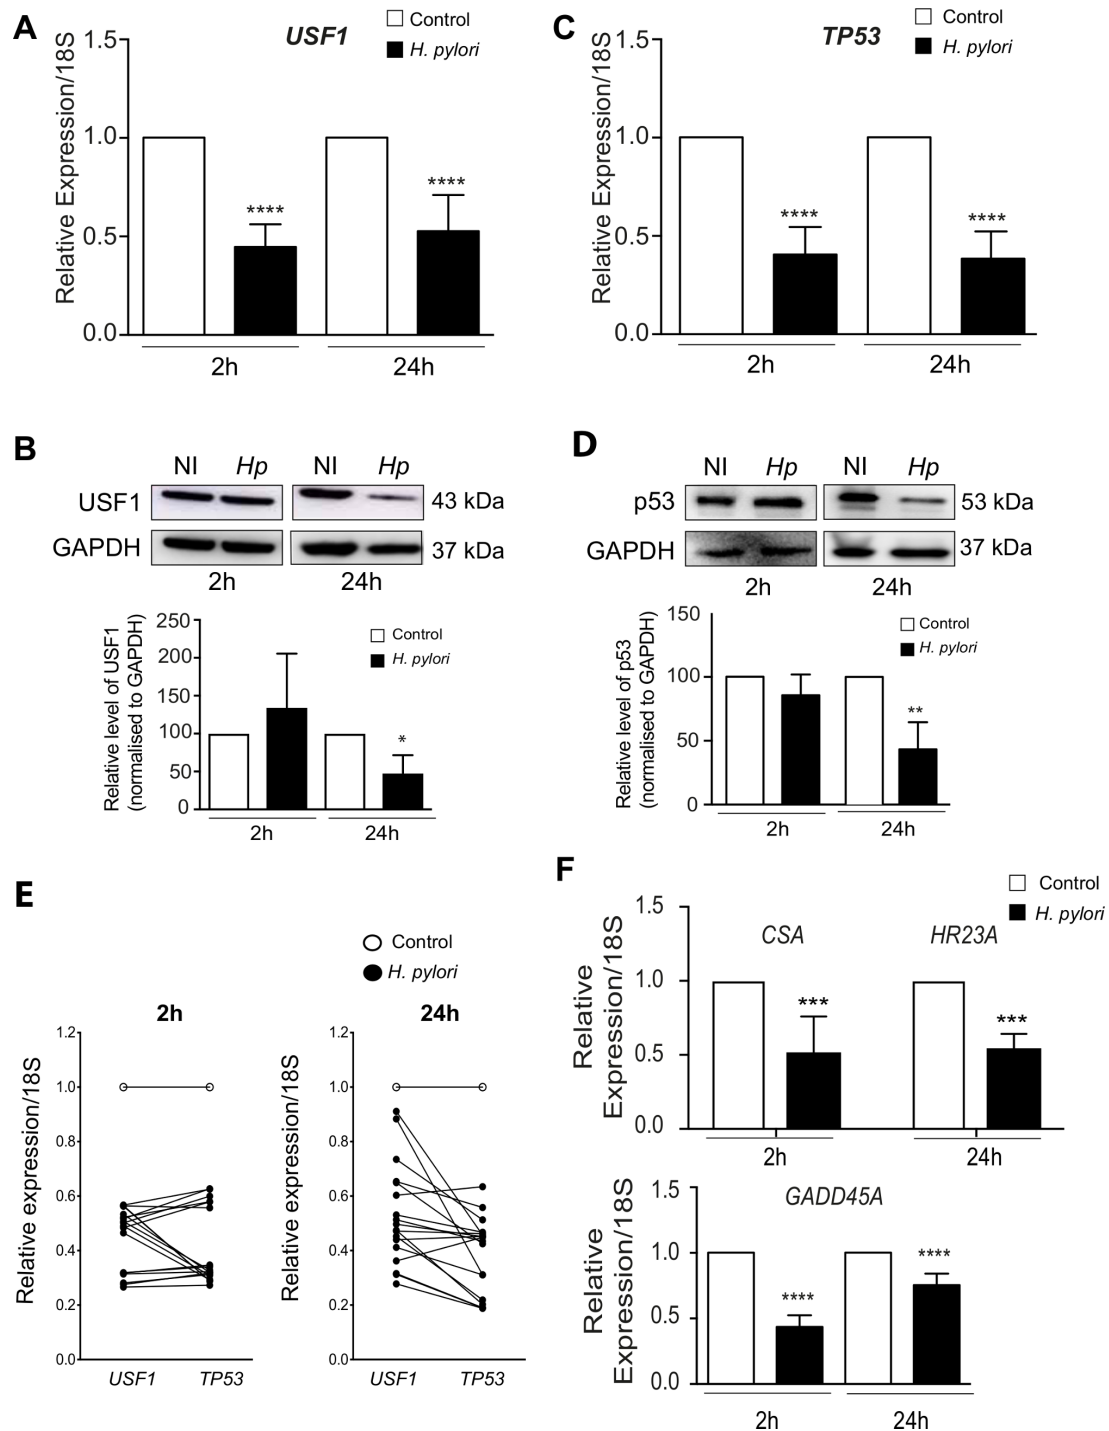 A
USF1
Control
H. pylori
Relative Expression/18S
1.5
1.0
0.5
0.0
****
****
2h
24h
C
TP53
Control
H. pylori
Relative Expression/18S
1.5
1.0
0.5
0.0
****
****
2h
24h
B
NI
Hp
NI
Hp
USF1
43 kDa
GAPDH
37 kDa
2h
24h
Relative level of USF1
(normalised to GAPDH)
250
200
150
100
50
0
Control
H. pylori
*
2h
24h
D
NI
Hp
NI
Hp
p53
53 kDa
GAPDH
37 kDa
2h
24h
Relative level of p53
(normalised to GAPDH)
150
100
50
0
Control
H. pylori
**
2h
24h
E
Control
H. pylori
2h
Relative expression/18S
1.2
1.0
0.8
0.6
0.4
0.2
0.0
USF1
TP53
24h
Relative expression/18S
1.2
1.0
0.8
0.6
0.4
0.2
0.0
USF1
TP53
F
Control
H. pylori
Relative
Expression/18S
1.5
1.0
0.5
0.0
CSA
HR23A
***
***
2h
24h
Relative
Expression/18S
1.5
1.0
0.5
0.0
GADD45A
****
****
2h
24h